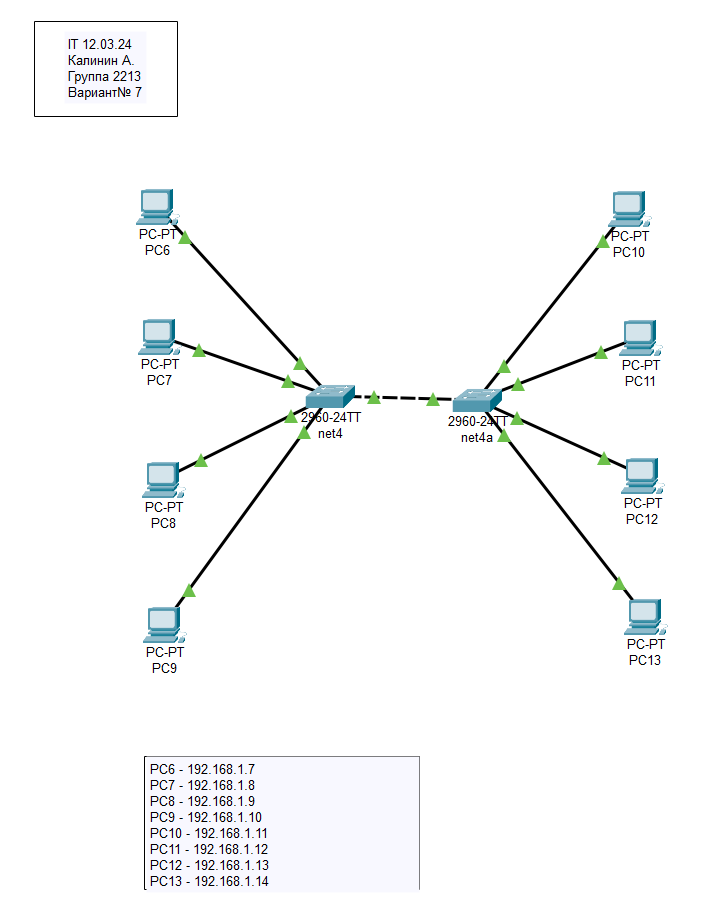 IT 12.03.24
Калинин А.
Группа 2213
Вариант№ 7
PC-PT
PC6
PC-PT
PC10
PC-PT
PC7
PC-PT
PC11
2960-24TT
net4
2960-24TT
net4a
PC-PT
PC8
PC-PT
PC12
PC-PT
PC9
PC-PT
PC13
PC6 - 192.168.1.7
PC7 - 192.168.1.8
PC8 - 192.168.1.9
PC9 - 192.168.1.10
PC10 - 192.168.1.11
PC11 - 192.168.1.12
PC12 - 192.168.1.13
PC13 - 192.168.1.14